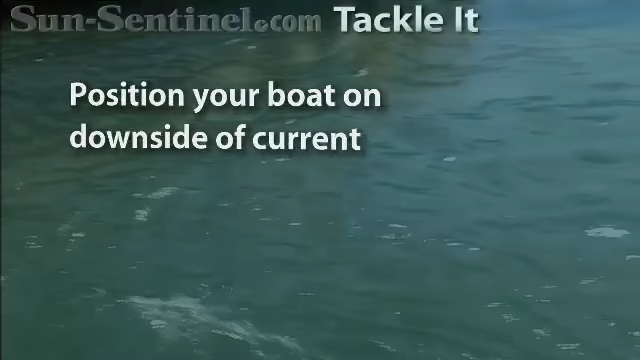 Sun-Sentinel.com Tackle It
Position your boat on
downside of current